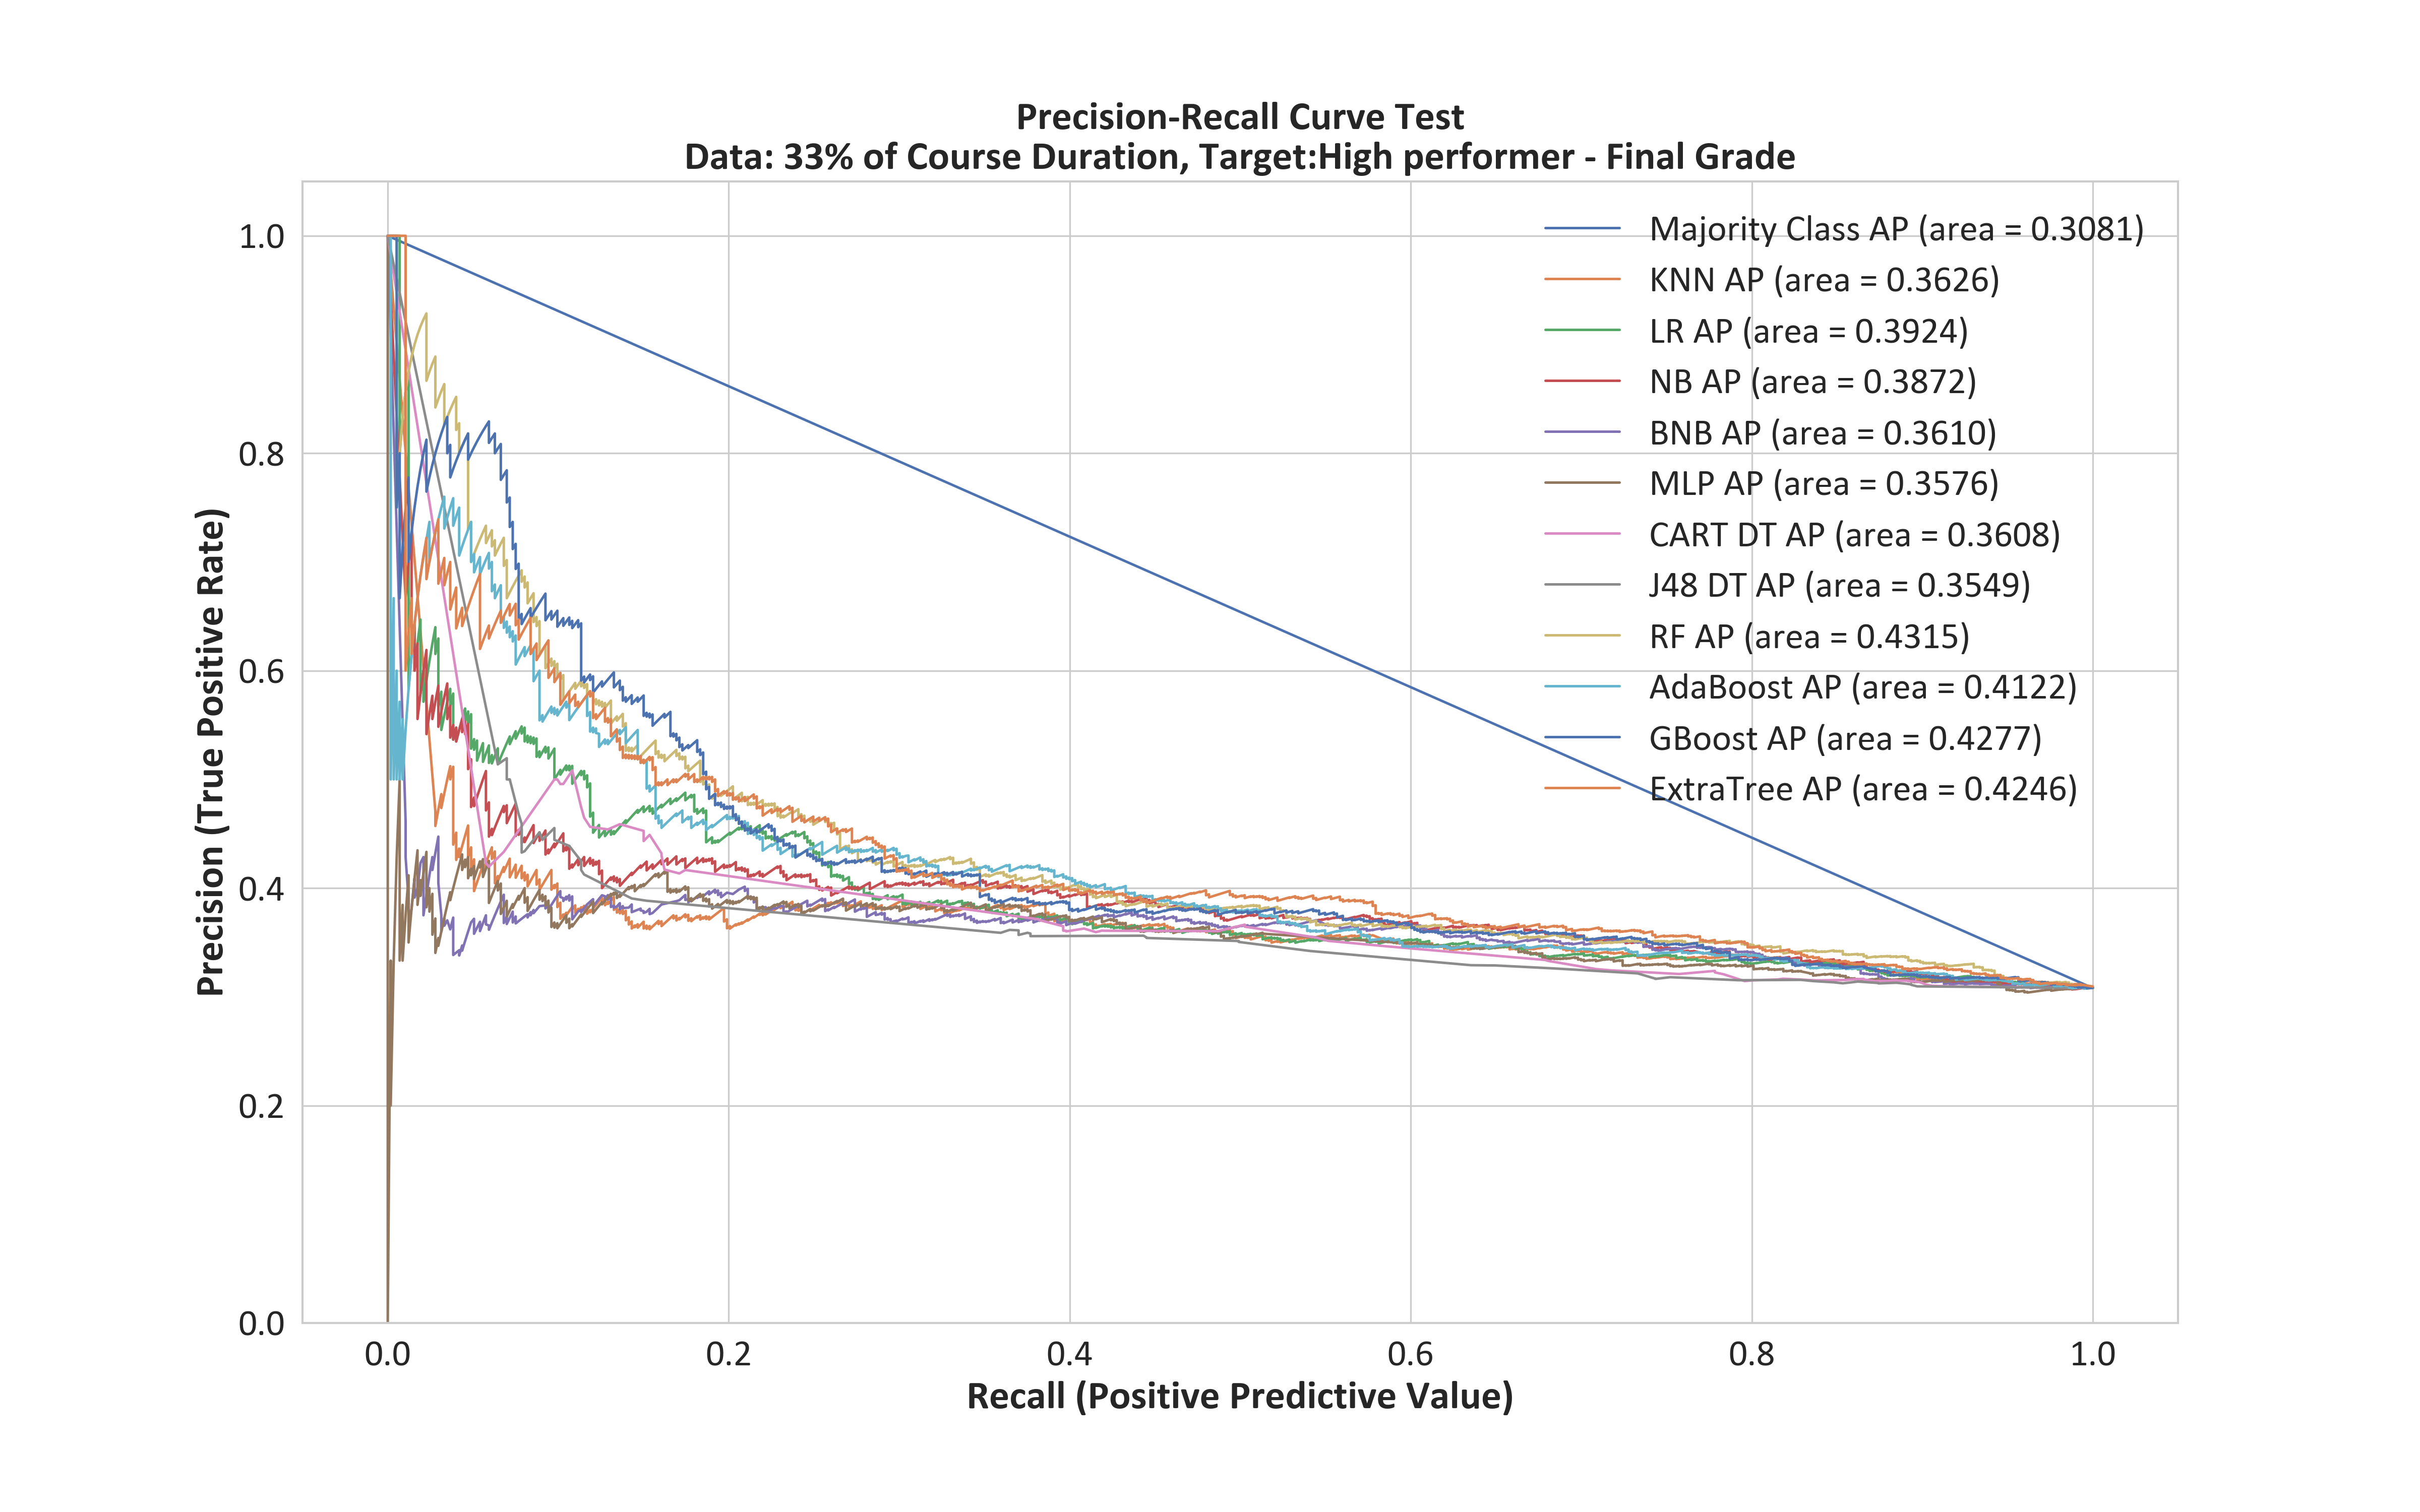 Precision-Recall Curve Test
Data: 33% of Course Duration, Target:High performer - Final Grade
Majority Class AP (area = 0.3081)
KNN AP (area = 0.3626)
LR AP (area = 0.3924)
NB AP (area = 0.3872)
BNB AP (area = 0.3610)
MLP AP (area = 0.3576)
CART DT AP (area = 0.3608)
J48 DT AP (area = 0.3549)
RF AP (area = 0.4315)
AdaBoost AP (area = 0.4122)
GBoost AP (area = 0.4277)
ExtraTree AP (area = 0.4246)
Precision (True Positive Rate)
1.0
0.8
0.6
0.4
0.2
0.0
0.0 0.2 0.4 0.6 0.8 1.0
Recall (Positive Predictive Value)